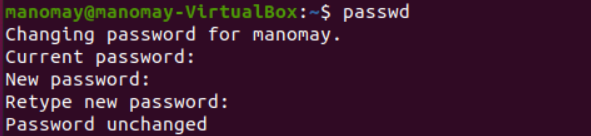 manomay@manomay-VirtualBox:~$ passwd
Changing password for manomay.
Current password:
New password:
Retype new password:
Password unchanged